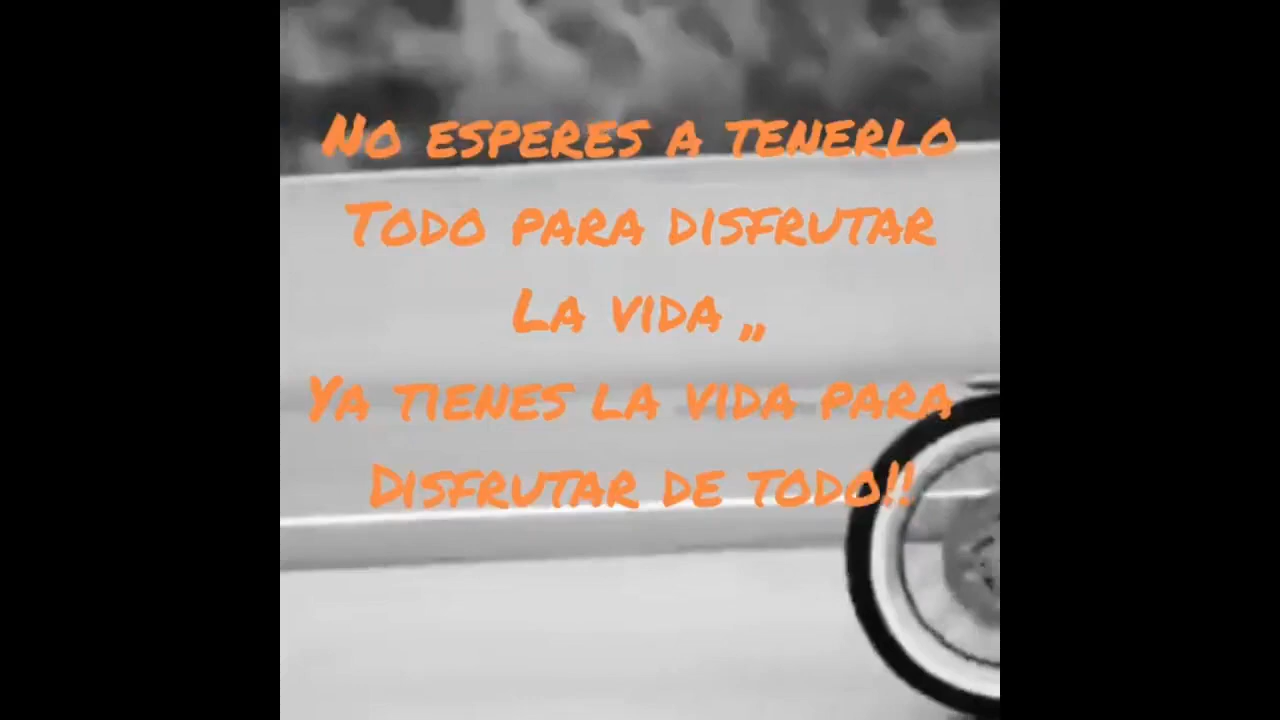 No esperes a tenerlo
Todo para disfrutar
La vida ,,
Ya tienes la vida para
Disfrutar de todo!!